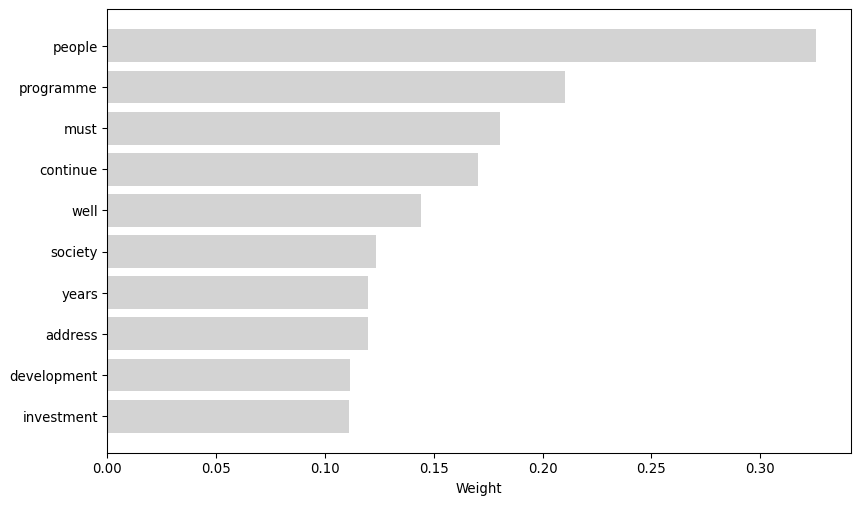 people
programme
must
continue
well
society
years
address
development
investment
0.00 0.05 0.10 0.15 0.20 0.25 0.30
Weight